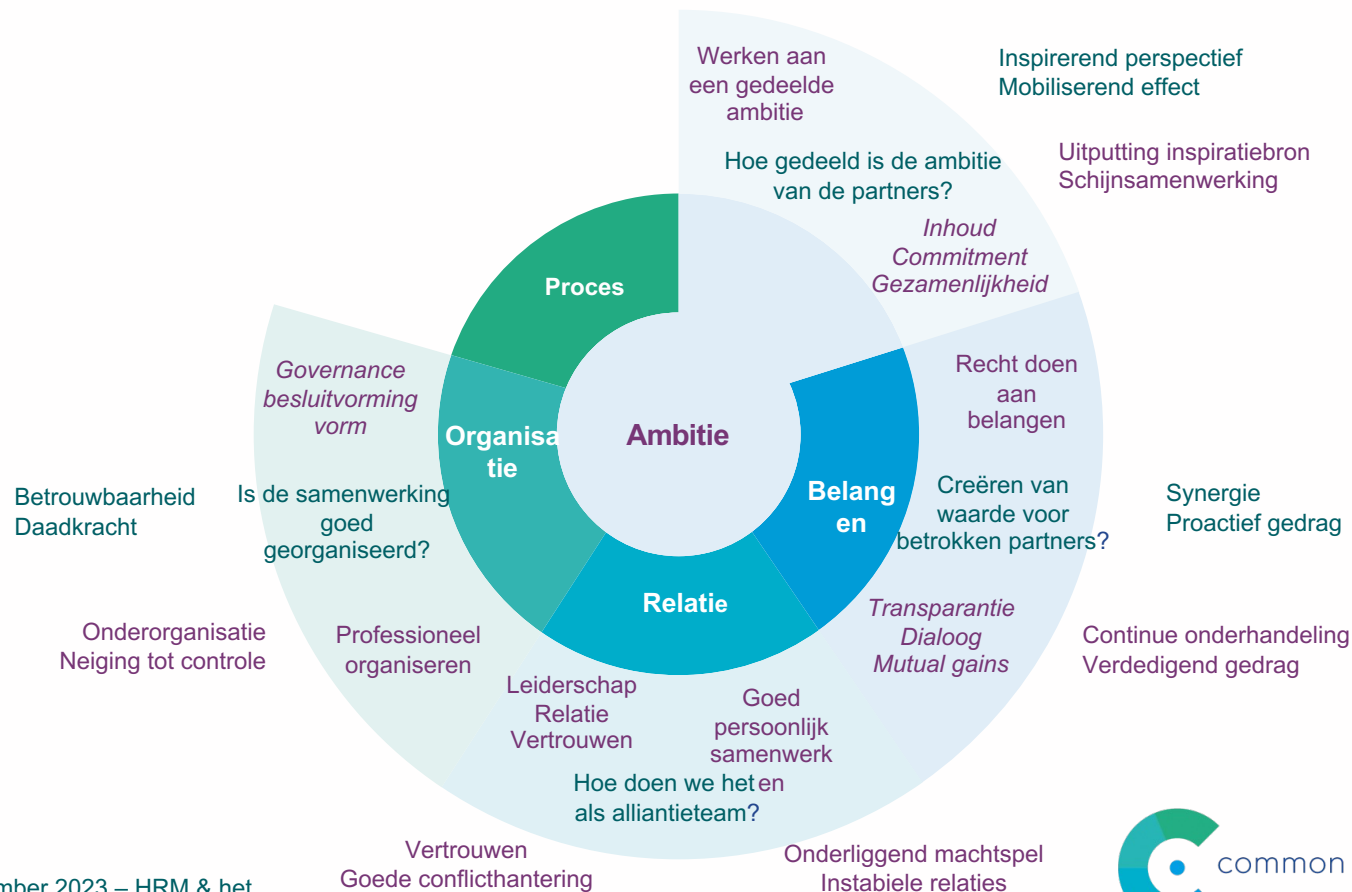 Werken aan
een gedeelde
ambitie
Inspirerend perspectief
Mobiliserend effect
Hoe gedeeld is de ambitie
van de partners?
Uitputting inspiratiebron
Schijnsamenwerking
Inhoud
Commitment
Gezamenlijkheid
Proces
Ambitie
Recht doen
aan
belangen
Belang
en
Creëren van
waarde voor
betrokken partners?
Synergie
Proactief gedrag
Transparantie
Dialoog
Mutual gains
Continue onderhandeling
Verdedigend gedrag
Relatie
Goed
persoonlijk
samenwerk
en
Hoe doen we het
als alliantieteam?
Leiderschap
Relatie
Vertrouwen
Vertrouwen
Goede conflicthantering
Onderliggend machtspel
Instabiele relaties
Organisa
tie
Governance
besluitvorming
vorm
Is de samenwerking
goed
georganiseerd?
Professioneel
organiseren
Betrouwbaarheid
Daadkracht
Onderorganisatie
Neiging tot controle
mber 2023 – HRM & het
common